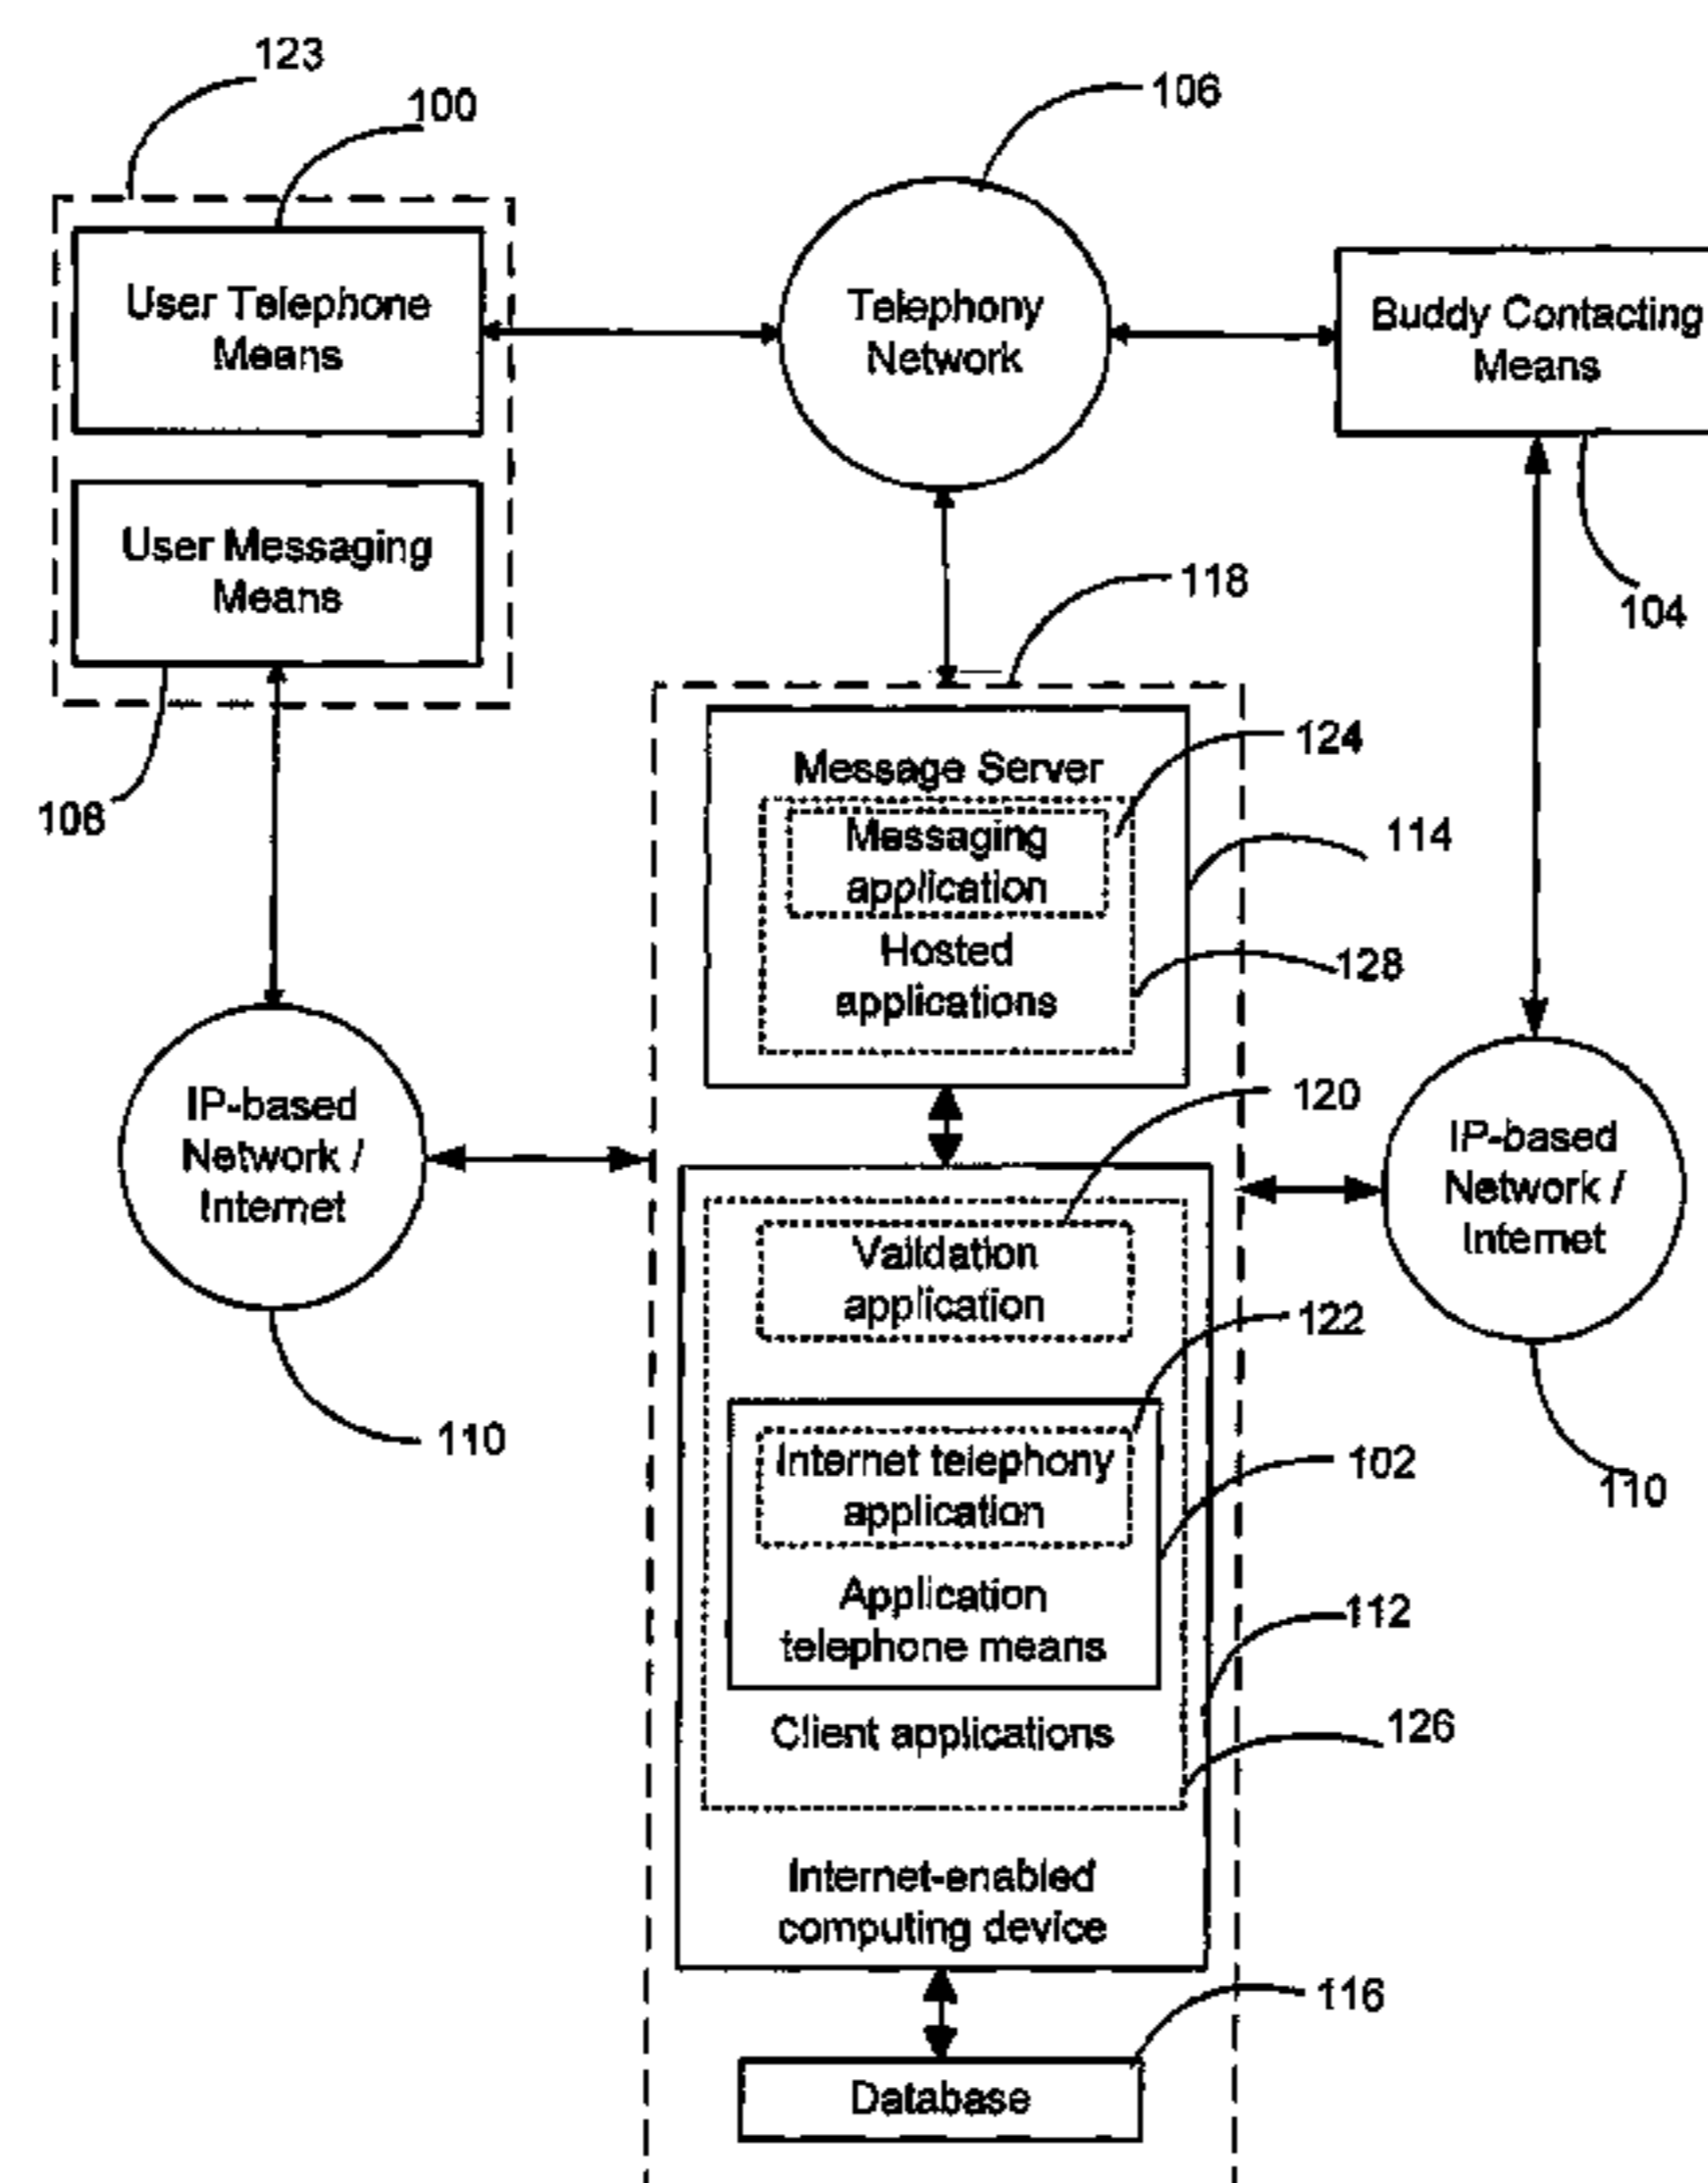 123
100
106
User Telephone
Means
Telephony
Network
Buddy Contacting
Means
User Messaging
Means
118
104
108
Message Server
124
Messaging
application
114
Hosted
applications
128
IP-based
Network /
Internet
120
IP-based
Network /
Internet
Validation
application
122
110
Internet telephony
application
102
110
Application
telephone means
112
Client applications
126
Internet-enabled
computing device
116
Database